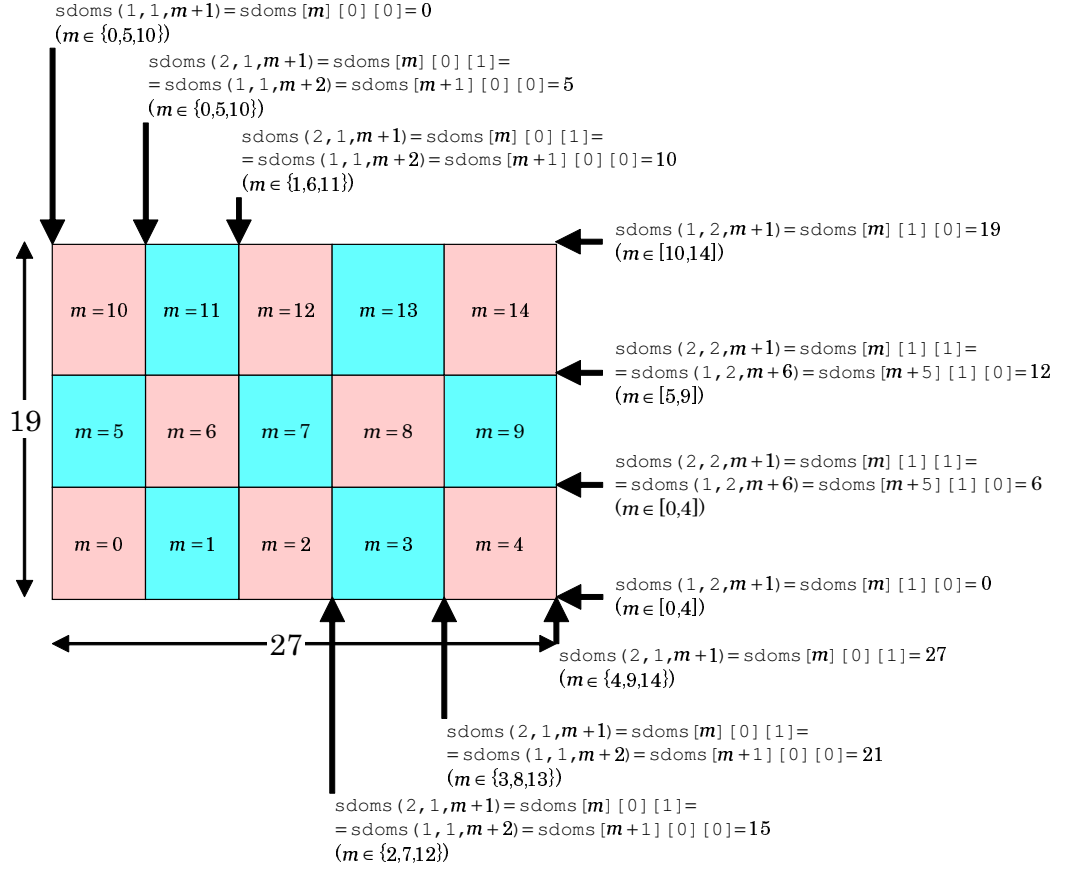 sdoms(1,1,m+1)=sdoms[m][0][0]=0
(m∈{0,5,10})
sdoms(2,1,m+1)=sdoms[m][0][1]=
=sdoms(1,1,m+2)=sdoms[m+1][0][0]=5
(m∈{0,5,10})
sdoms(2,1,m+1)=sdoms[m][0][1]=
=sdoms(1,1,m+2)=sdoms[m+1][0][0]=10
(m∈{1,6,11})
sdoms(1,2,m+1)=sdoms[m][1][0]=19
(m∈[10,14])
m=10 m=11 m=12 m=13 m=14
sdoms(2,2,m+1)=sdoms[m][1][1]=
=sdoms(1,2,m+6)=sdoms[m+5][1][0]=12
(m∈[5,9])
19
m=5 m=6 m=7 m=8 m=9
sdoms(2,2,m+1)=sdoms[m][1][1]=
=sdoms(1,2,m+6)=sdoms[m+5][1][0]=6
(m∈[0,4])
m=0 m=1 m=2 m=3 m=4
sdoms(1,2,m+1)=sdoms[m][1][0]=0
(m∈[0,4])
27
sdoms(2,1,m+1)=sdoms[m][0][1]=27
(m∈{4,9,14})
sdoms(2,1,m+1)=sdoms[m][0][1]=
=sdoms(1,1,m+2)=sdoms[m+1][0][0]=21
(m∈{3,8,13})
sdoms(2,1,m+1)=sdoms[m][0][1]=
=sdoms(1,1,m+2)=sdoms[m+1][0][0]=15
(m∈{2,7,12})